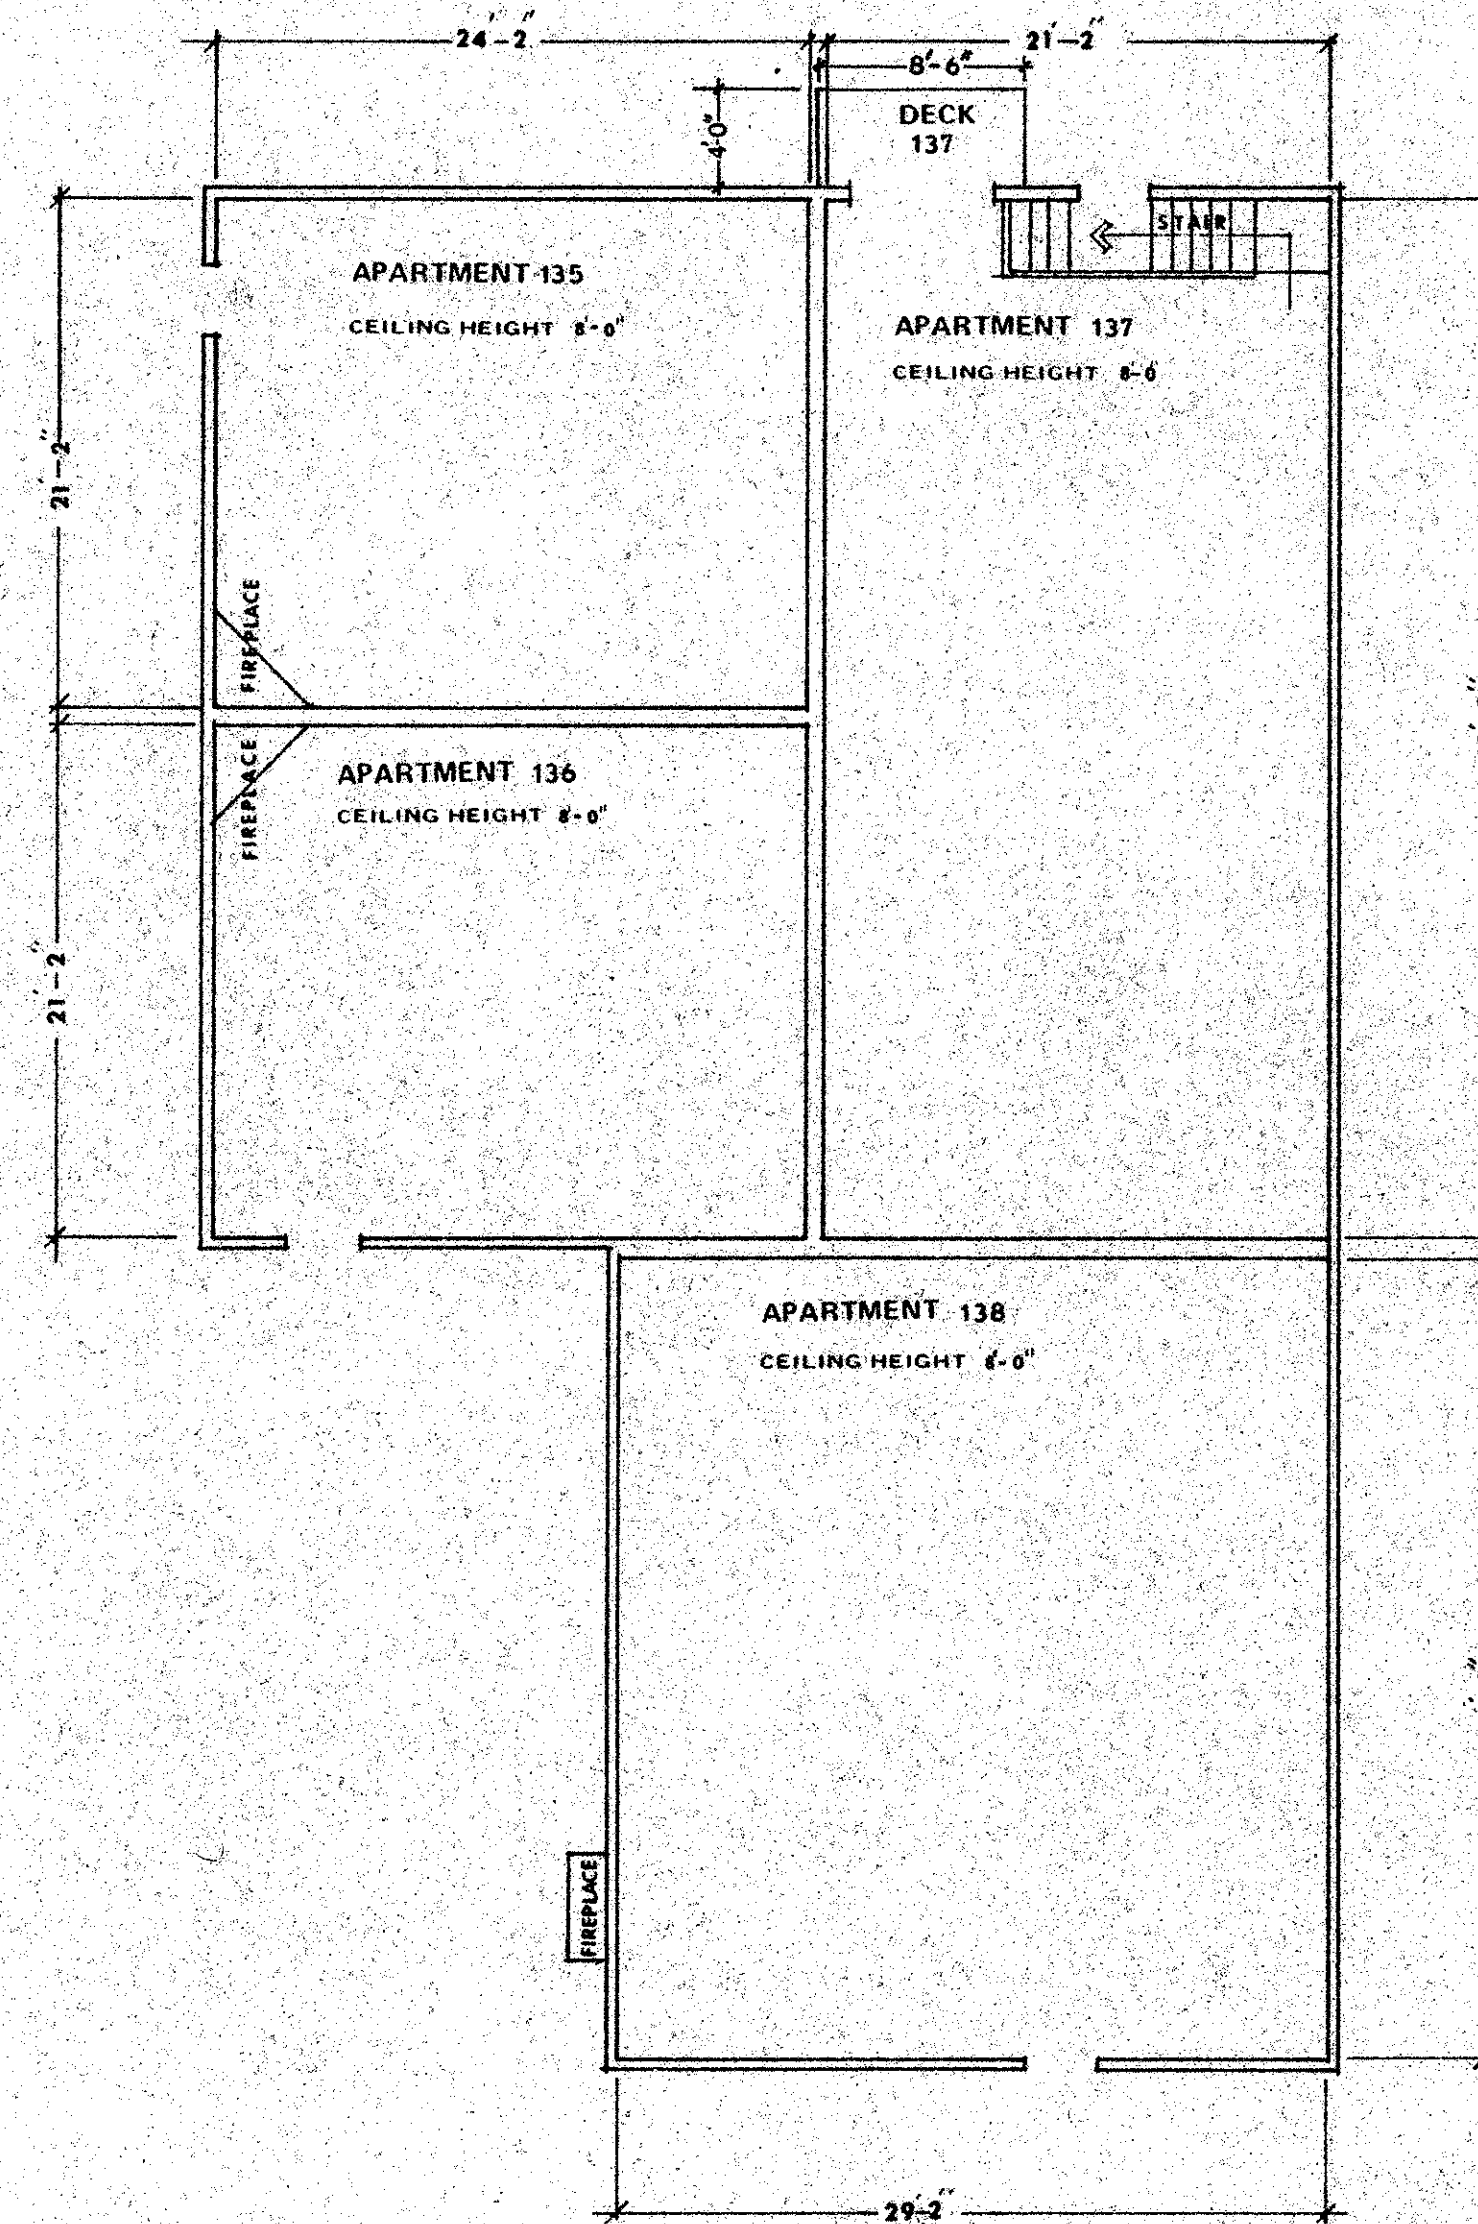 24'-2"
21'-2"
8'-6"
4'-0"
DECK
137
STAIR
APARTMENT 135
CEILING HEIGHT 8'-0"
APARTMENT 137
CEILING HEIGHT 8'-0
21'-2"
FIREPLACE
FIREPLACE
APARTMENT 136
CEILING HEIGHT 8'-0"
21'-2"
APARTMENT 138
CEILING HEIGHT 8'-0"
FIREPLACE
29'-2"